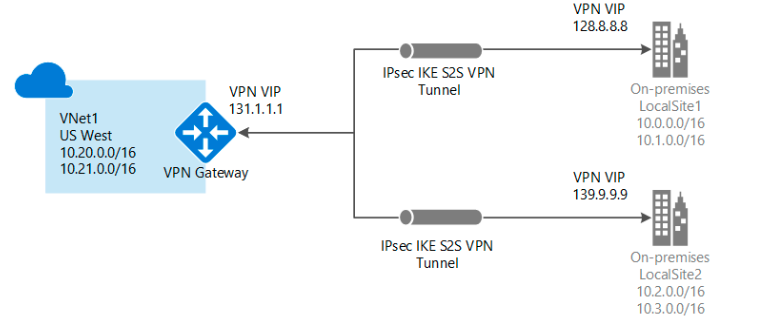 VPN VIP
128.8.8.8
IPsec IKE S2S VPN
Tunnel
On-premises
LocalSite1
10.0.0.0/16
10.1.0.0/16
VPN VIP
131.1.1.1
VNet1
US West
10.20.0.0/16
10.21.0.0/16
VPN Gateway
VPN VIP
139.9.9.9
IPsec IKE S2S VPN
Tunnel
On-premises
LocalSite2
10.2.0.0/16
10.3.0.0/16